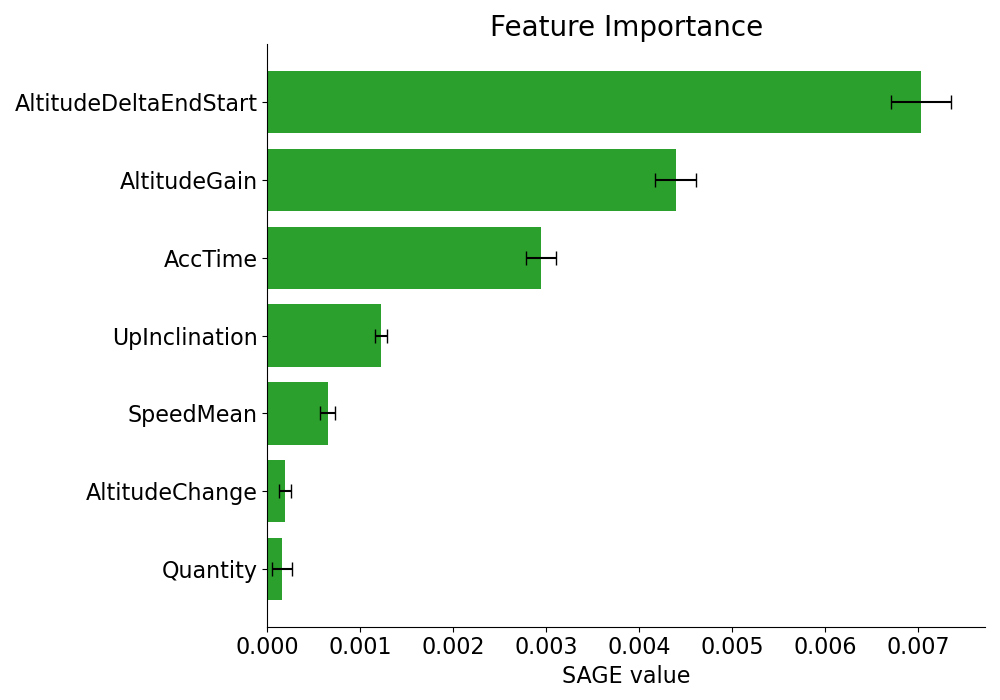 Feature Importance
AltitudeDeltaEndStart
AltitudeGain
AccTime
UpInclination
SpeedMean
AltitudeChange
Quantity
0.000 0.001 0.002 0.003 0.004 0.005 0.006 0.007
SAGE value